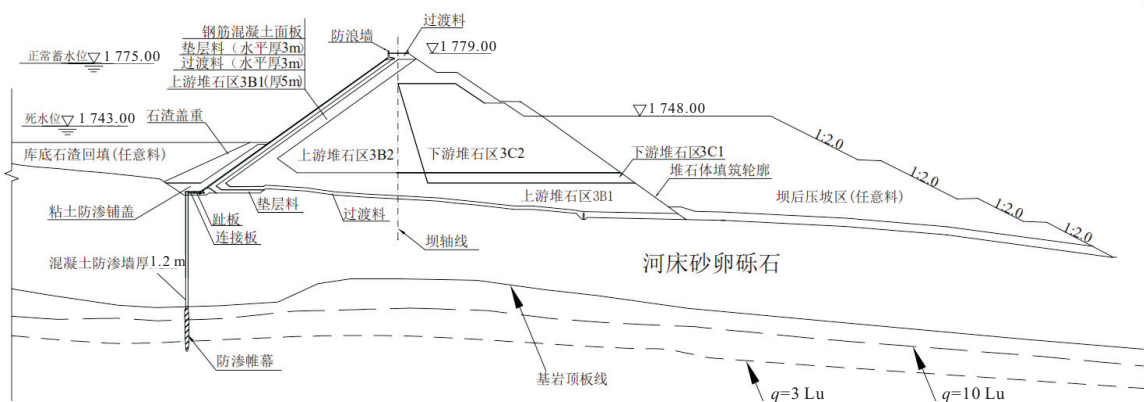 钢筋混凝土面板
垫层料（水平厚3m）
过渡料（水平厚3m）
上游堆石区3B1(厚5m)
防浪墙
过渡料
1 779.00
正常蓄水位
1 775.00
死水位
1 743.00
石渣盖重
库底石渣回填(任意料)
1 748.00
上游堆石区3B2
下游堆石区3C2
下游堆石区3C1
堆石体填筑轮廓
上游堆石区3B1
坝后压坡区（任意料）
1:2.0
1:2.0
1:2.0
1:2.0
粘土防渗铺盖
趾板
连接板
垫层料
过渡料
坝轴线
混凝土防渗墙厚1.2 m
河床砂卵砾石
防渗帷幕
基岩顶板线
q=3 Lu
q=10 Lu